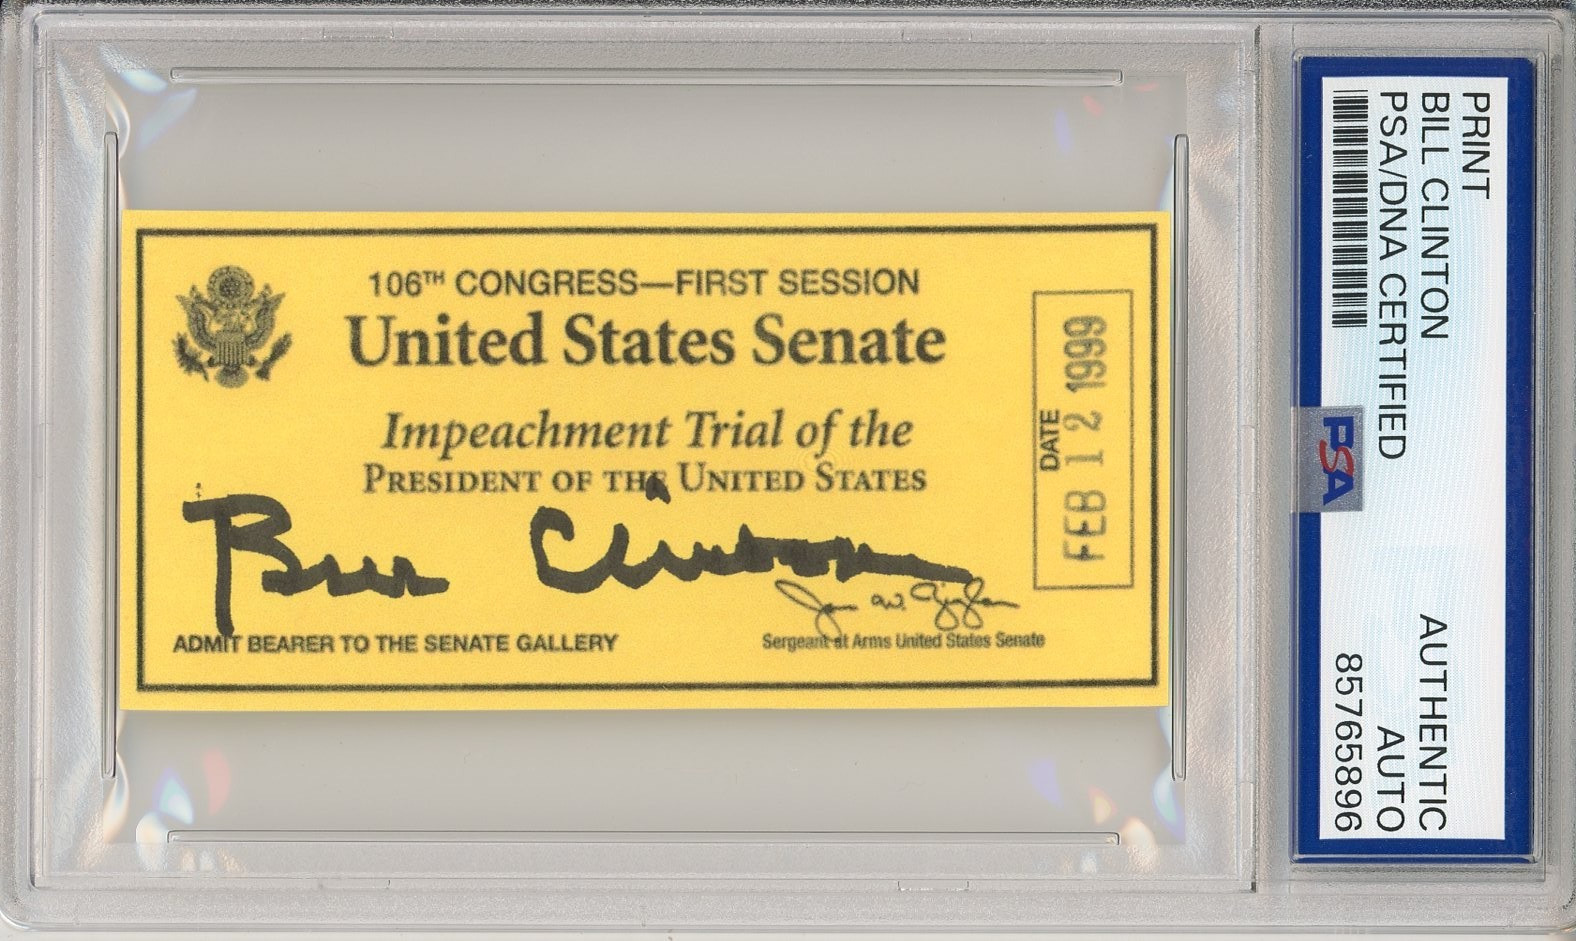 106TH CONGRESS—FIRST SESSION
United States Senate
Impeachment Trial of the
PRESIDENT OF THE UNITED STATES
Bill Clinton
ADMIT BEARER TO THE SENATE GALLERY
Sergeant at Arms United States Senate
DATE
FEB 12 1999
PRINT
BILL CLINTON
PSA/DNA CERTIFIED
AUTHENTIC
AUTO
85765896
PSA